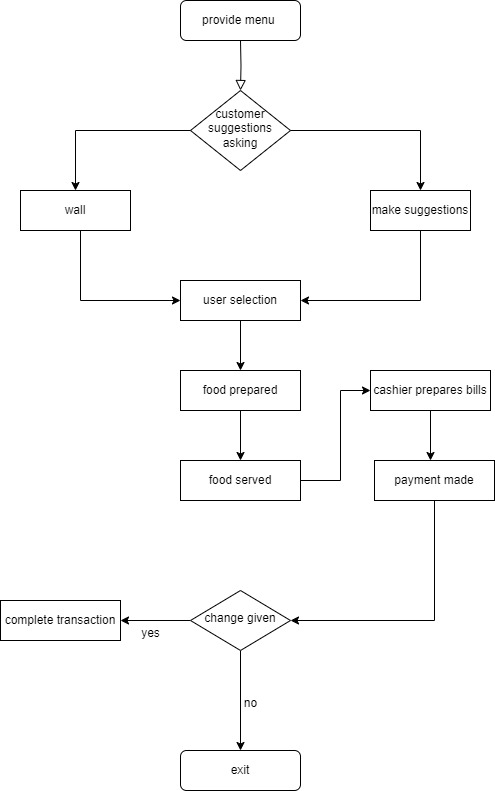 provide menu
customer
suggestions
asking
wall
make suggestions
user selection
food prepared
cashier prepares bills
food served
payment made
change given
complete transaction
yes
no
exit